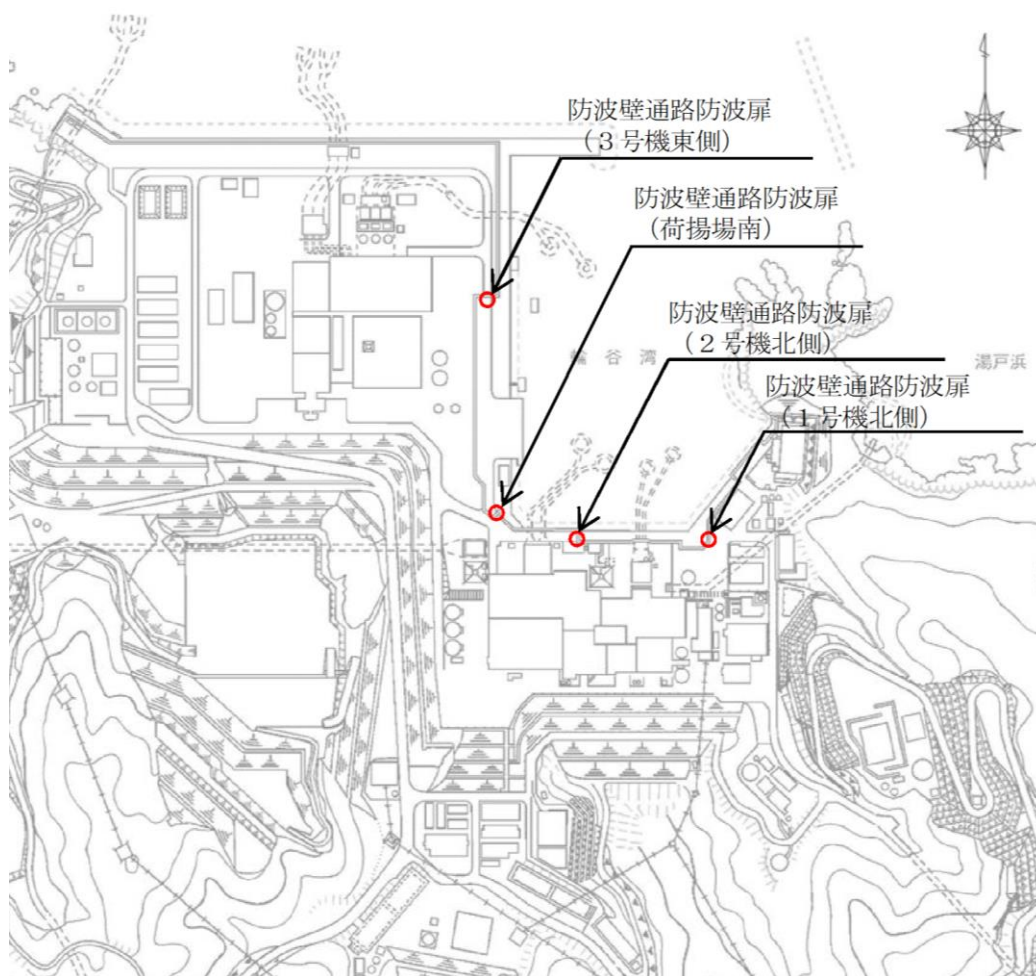 防波壁通路防波扉
（３号機東側）
防波壁通路防波扉
（荷揚場南）
防波壁通路防波扉
（２号機北側）
輪谷湾
湯戸浜
防波壁通路防波扉
（１号機北側）